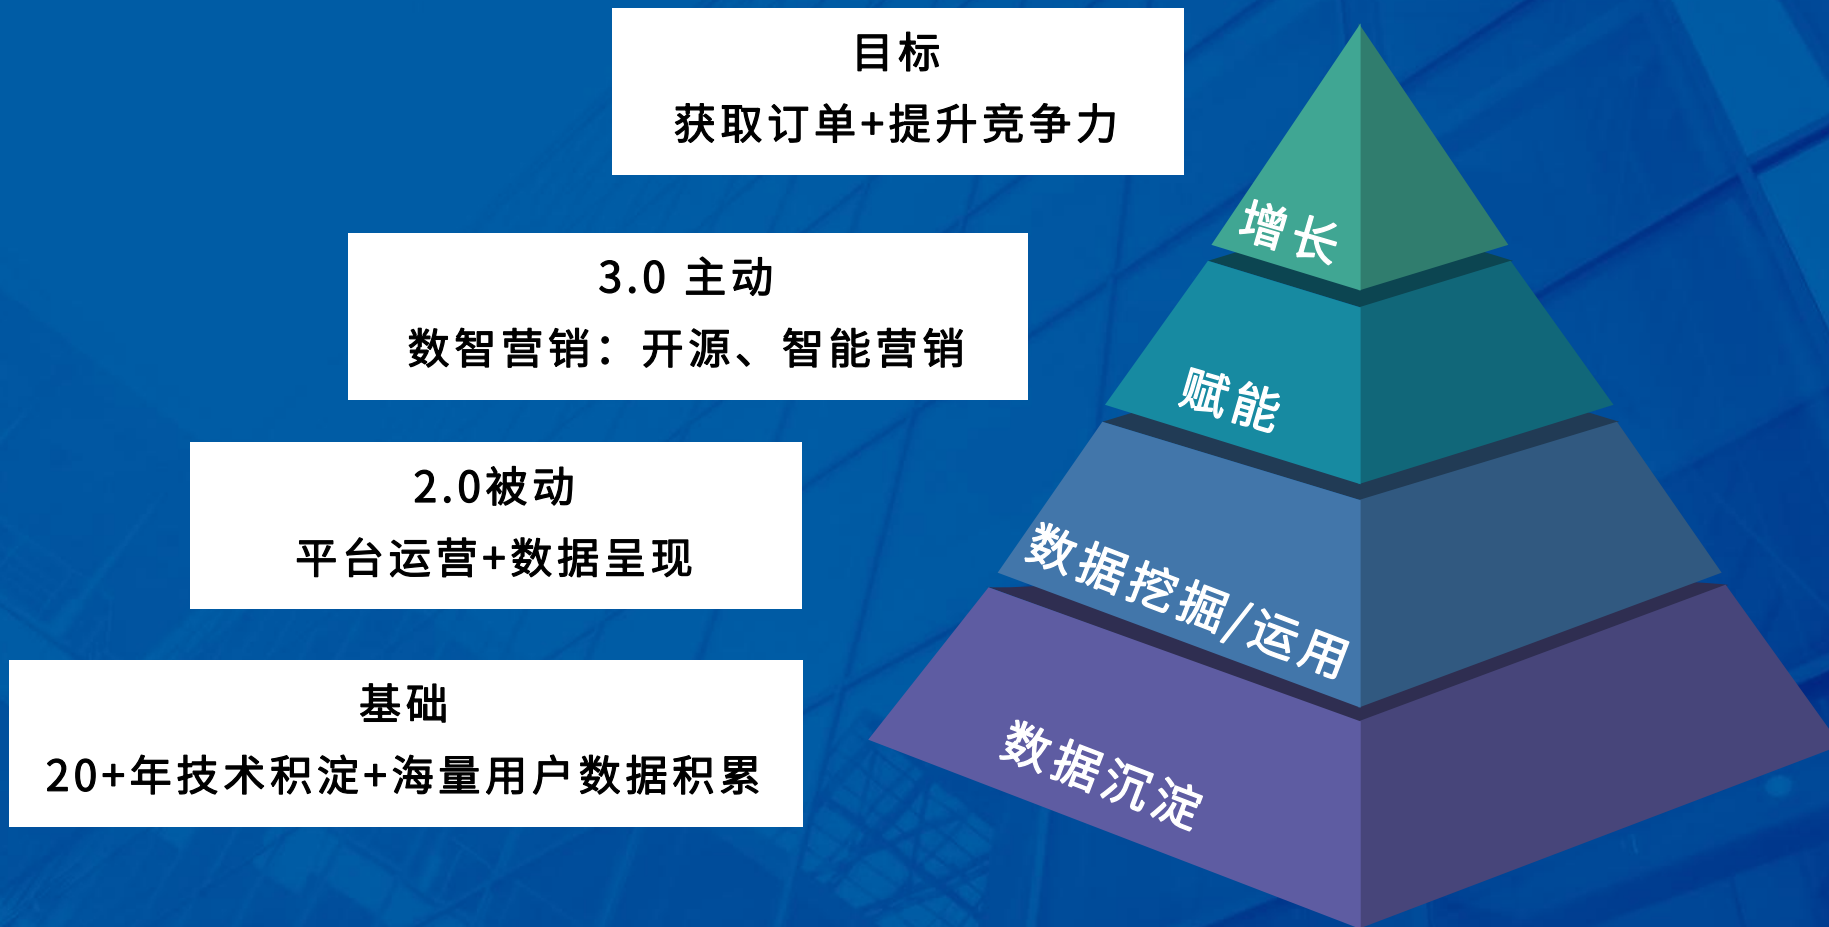 目标
获取订单+提升竞争力
增长
3.0 主动
数智营销：开源、智能营销
赋能
2.0被动
平台运营+数据呈现
数据挖掘/运用
基础
20+年技术积淀+海量用户数据积累
数据沉淀